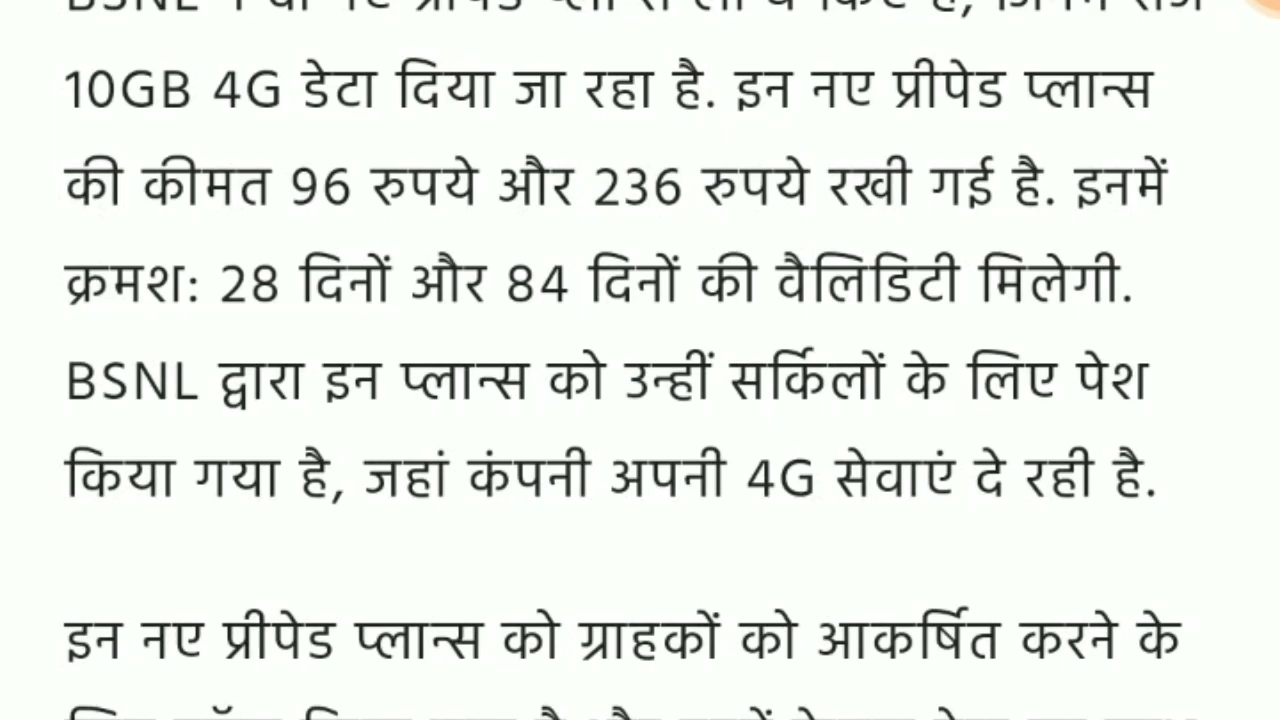 10GB 4G डेटा दिया जा रहा है. इन नए प्रीपेड प्लान्स
की कीमत 96 रुपये और 236 रुपये रखी गई है. इनमें
क्रमश: 28 दिनों और 84 दिनों की वैलिडिटी मिलेगी.
BSNL द्वारा इन प्लान्स को उन्हीं सर्किलों के लिए पेश
किया गया है, जहां कंपनी अपनी 4G सेवाएं दे रही है.
इन नए प्रीपेड प्लान्स को ग्राहकों को आकर्षित करने के